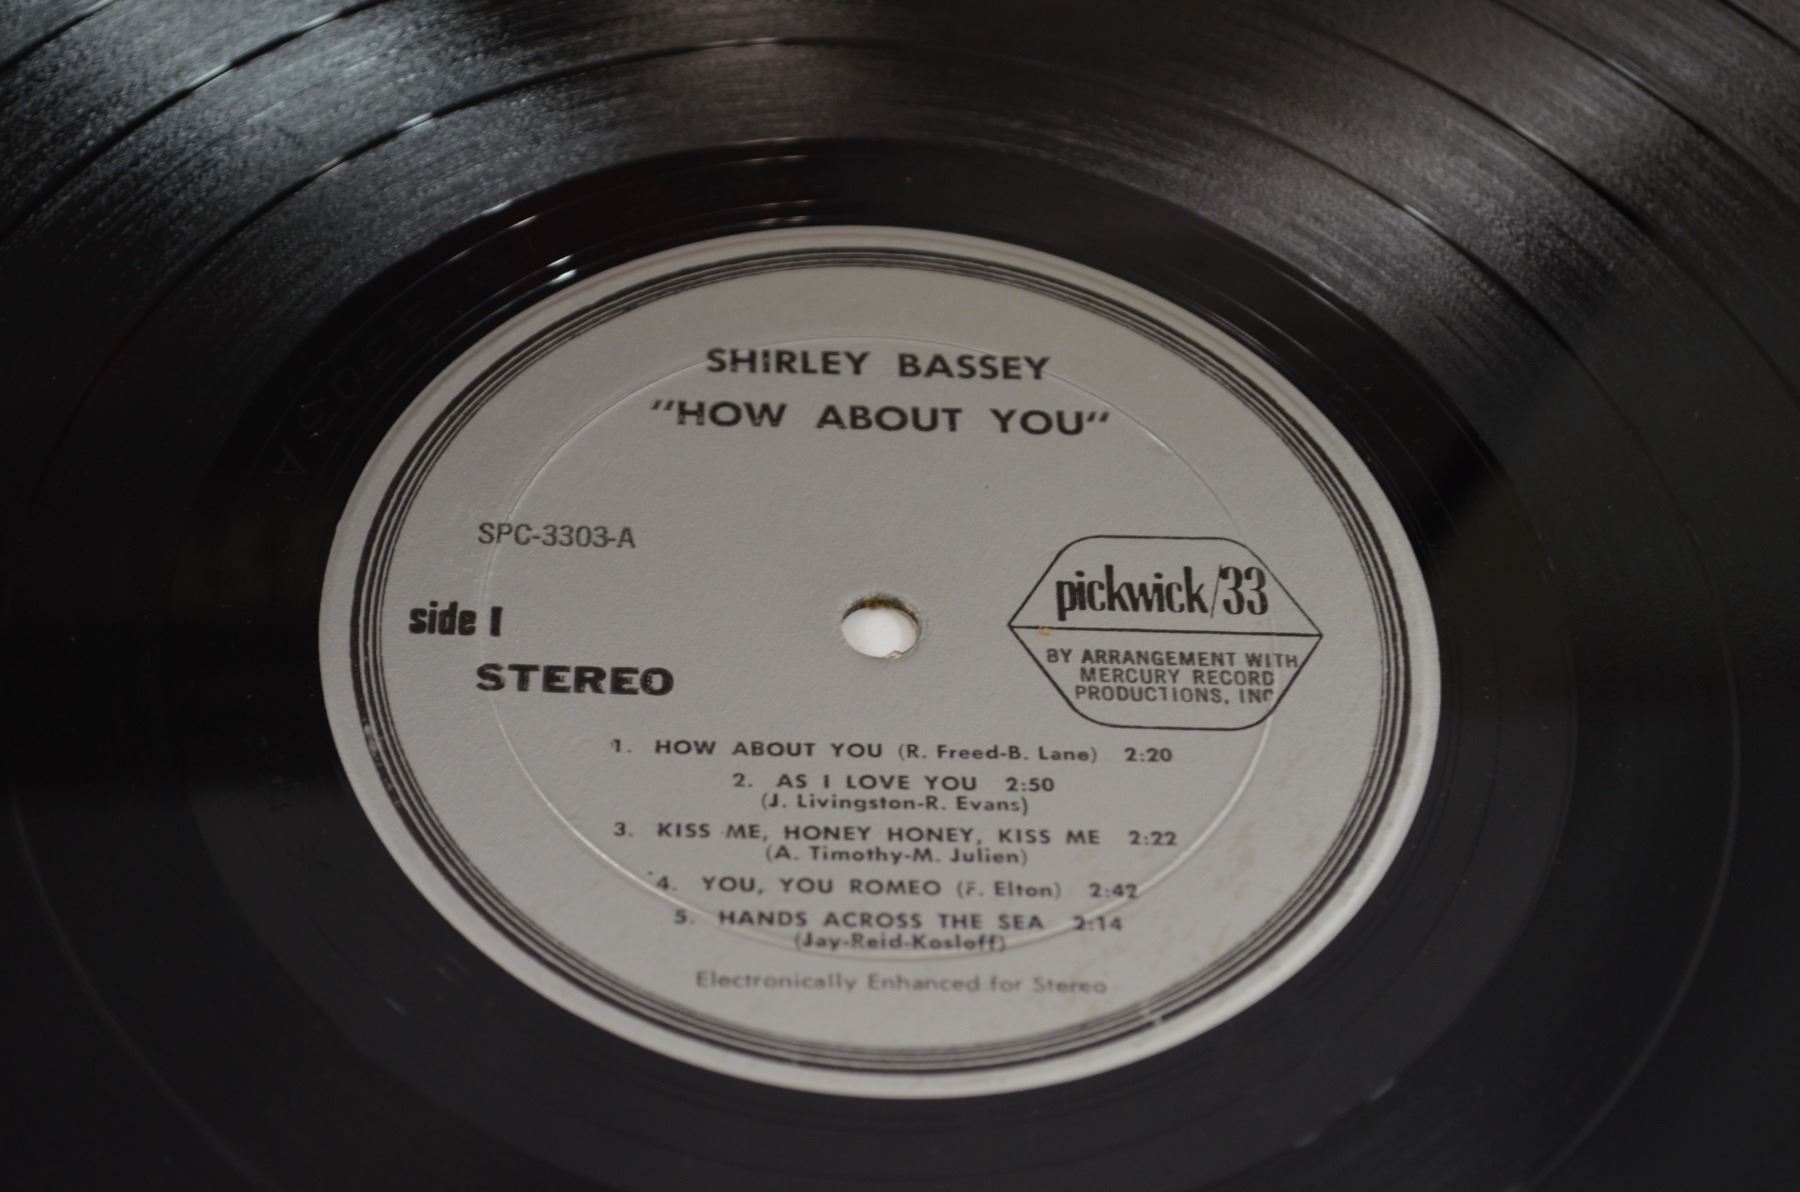 SHIRLEY BASSEY
"HOW ABOUT YOU"
SPC-3303-A
side 1
STEREO
pickwick/33
BY ARRANGEMENT WITH
MERCURY RECORD
PRODUCTIONS, INC
1. HOW ABOUT YOU (R. Freed-B. Lane) 2:20
2. AS I LOVE YOU 2:50
(J. Livingston-R. Evans)
3. KISS ME, HONEY HONEY, KISS ME 2:22
(A. Timothy-M. Julien)
4. YOU, YOU ROMEO (F. Elton) 2:42
5. HANDS ACROSS THE SEA 2:14
(Jay-Reid-Kosloff)
Electronically Enhanced for Stereo